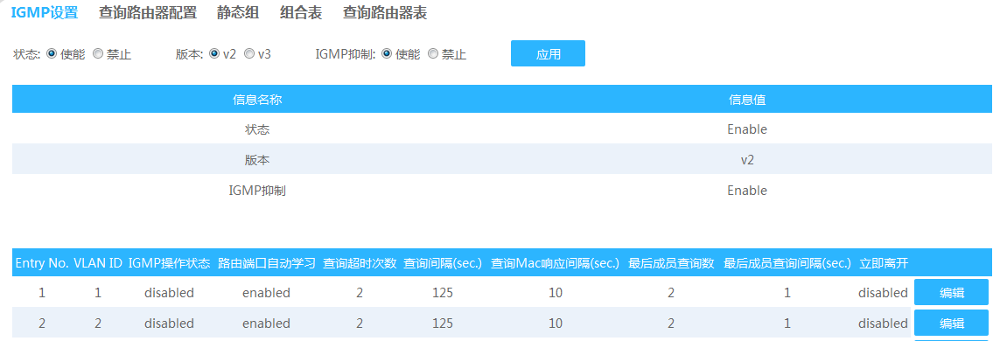 IGMP设置 查询路由器配置 静态组 组合表 查询路由器表
状态: 使能 禁止 版本: v2 v3 IGMP抑制: 使能 禁止 应用
信息名称 信息值
状态 Enable
版本 v2
IGMP抑制 Enable
Entry No. VLAN ID IGMP操作状态 路由端口自动学习 查询超时次数 查询间隔(sec.) 查询Mac响应间隔(sec.) 最后成员查询数 最后成员查询间隔(sec.) 立即离开
1 1 disabled enabled 2 125 10 2 1 disabled 编辑
2 2 disabled enabled 2 125 10 2 1 disabled 编辑